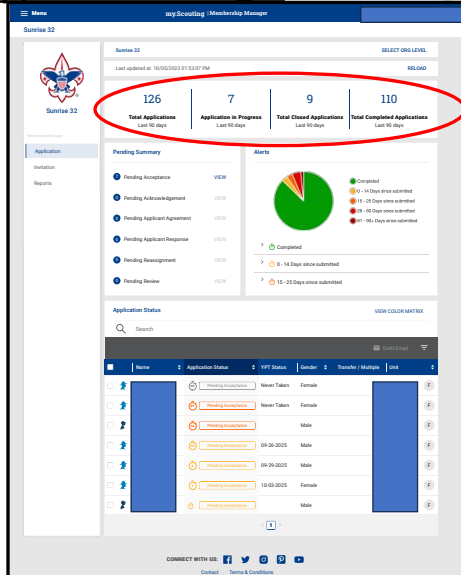 Menu
my.Scouting | Membership Manager
Sunrise 32
Sunrise 32
Membership Manager
Application
Invitation
Reports
Sunrise 32 SELECT ORG LEVEL
Last updated at: 10/05/2023 01:53:07 PM RELOAD
126 7 9 110
Total Applications Application in Progress Total Closed Applications Total Completed Applications
Last 90 days Last 90 days Last 90 days Last 90 days
Pending Summary
7 Pending Acceptance VIEW
Pending Acknowledgement VIEW
Pending Applicant Agreement VIEW
Pending Applicant Response VIEW
Pending Reassignment VIEW
Pending Review VIEW
Alerts
Completed
0 - 14 Days since submitted
15 - 25 Days since submitted
26 - 60 Days since submitted
61 - 90+ Days since submitted
Completed
0 - 14 Days since submitted
15 - 25 Days since submitted
Application Status VIEW COLOR MATRIX
Search
Draft Email
Name Application Status YPT Status Gender Transfer / Multiple Unit
Pending Acceptance Never Taken Female F
Pending Acceptance Never Taken Female F
Pending Acceptance Male F
Pending Acceptance 09-26-2025 Male F
Pending Acceptance 09-29-2025 Male F
Pending Acceptance 10-03-2025 Female F
Pending Acceptance Male F
1
CONNECT WITH US:
Contact Terms & Conditions